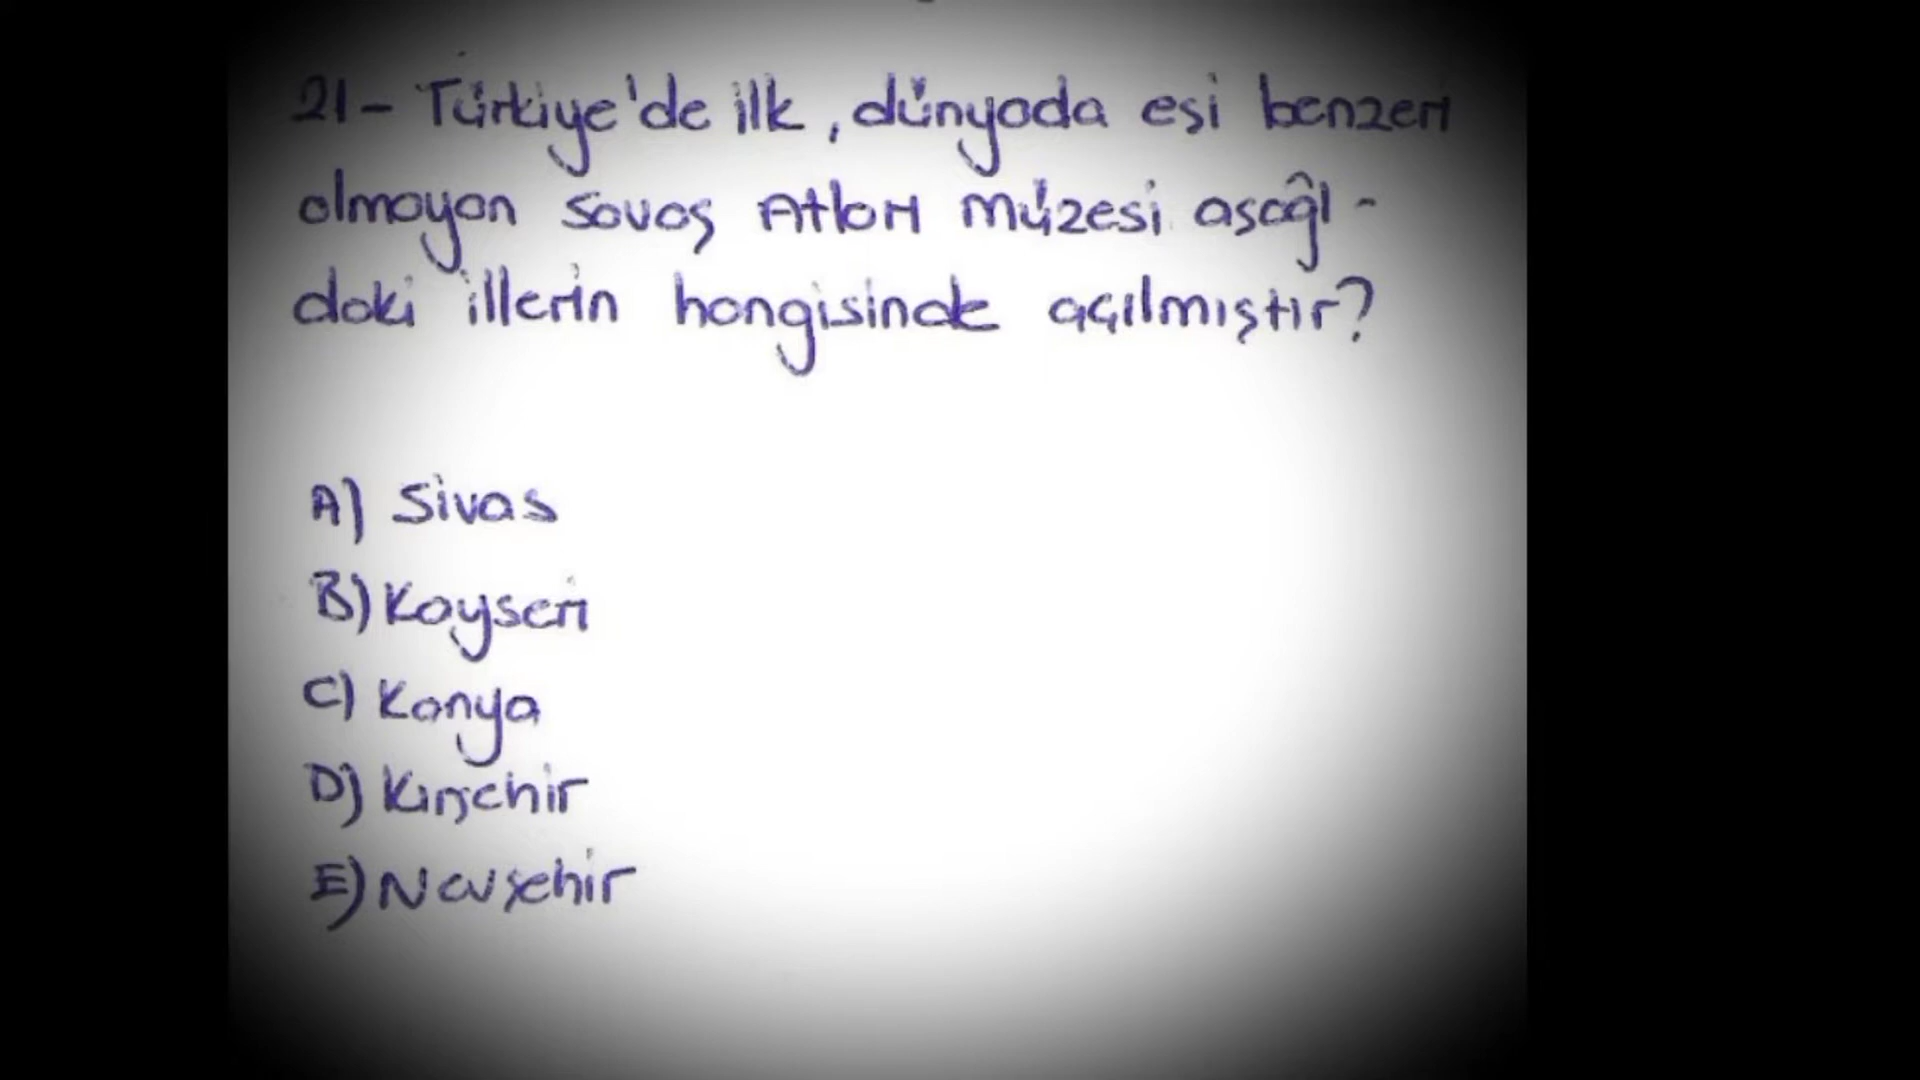 21- Türkiye'de ilk, dünyada eşi benzeri
olmayan Savaş Atları Müzesi aşağı-
daki illerin hangisinde açılmıştır?
A) Sivas
B) Kayseri
C) Konya
D) Kırşehir
E) Nevşehir